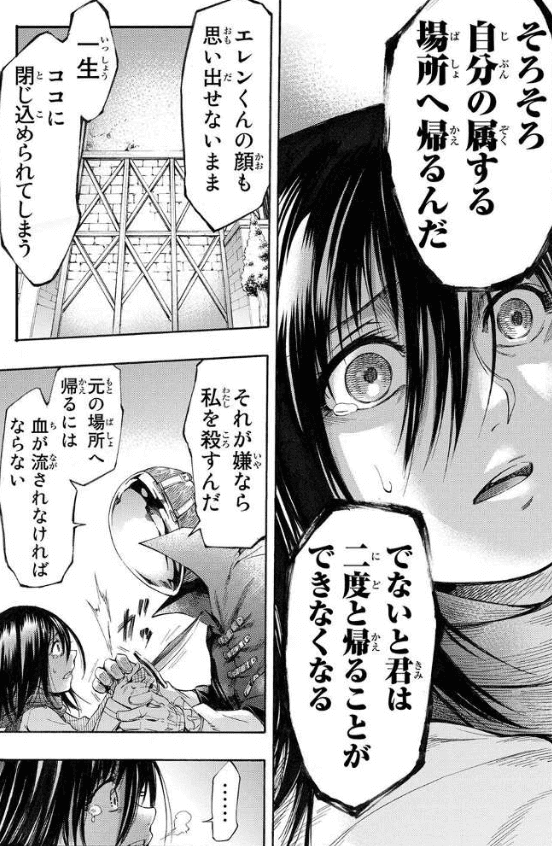 そろそろ
自分の属する
場所へ帰るんだ
でないと君は
二度と帰ることが
できなくなる
エレンくんの顔も
思い出せないまま
一生
ココに
閉じ込められてしまう
それが嫌なら
私を殺すんだ
元の場所へ
帰るには
血が流されなければ
ならない
……